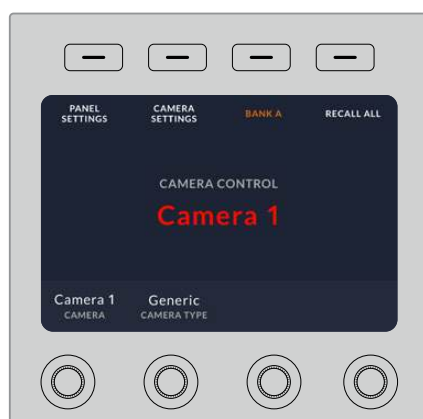 PANEL SETTINGS
CAMERA SETTINGS
BANK A
RECALL ALL
CAMERA CONTROL
Camera 1
Camera 1
CAMERA
Generic
CAMERA TYPE